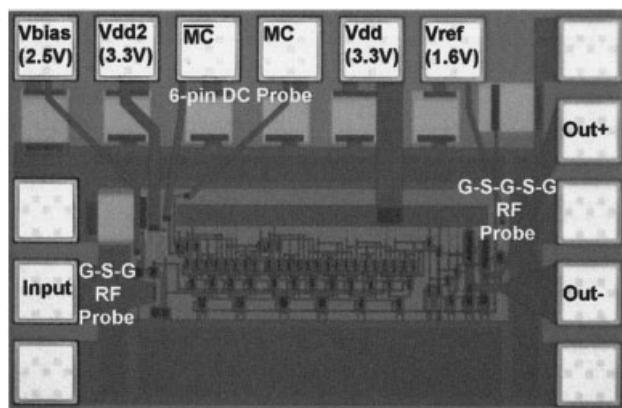 Vbias
(2.5V)
Vdd2
(3.3V)
M̅C̅
MC
Vdd
(3.3V)
Vref
(1.6V)
6-pin DC Probe
Out+
G-S-G-S-G
RF
Probe
Input
G-S-G
RF
Probe
Out-